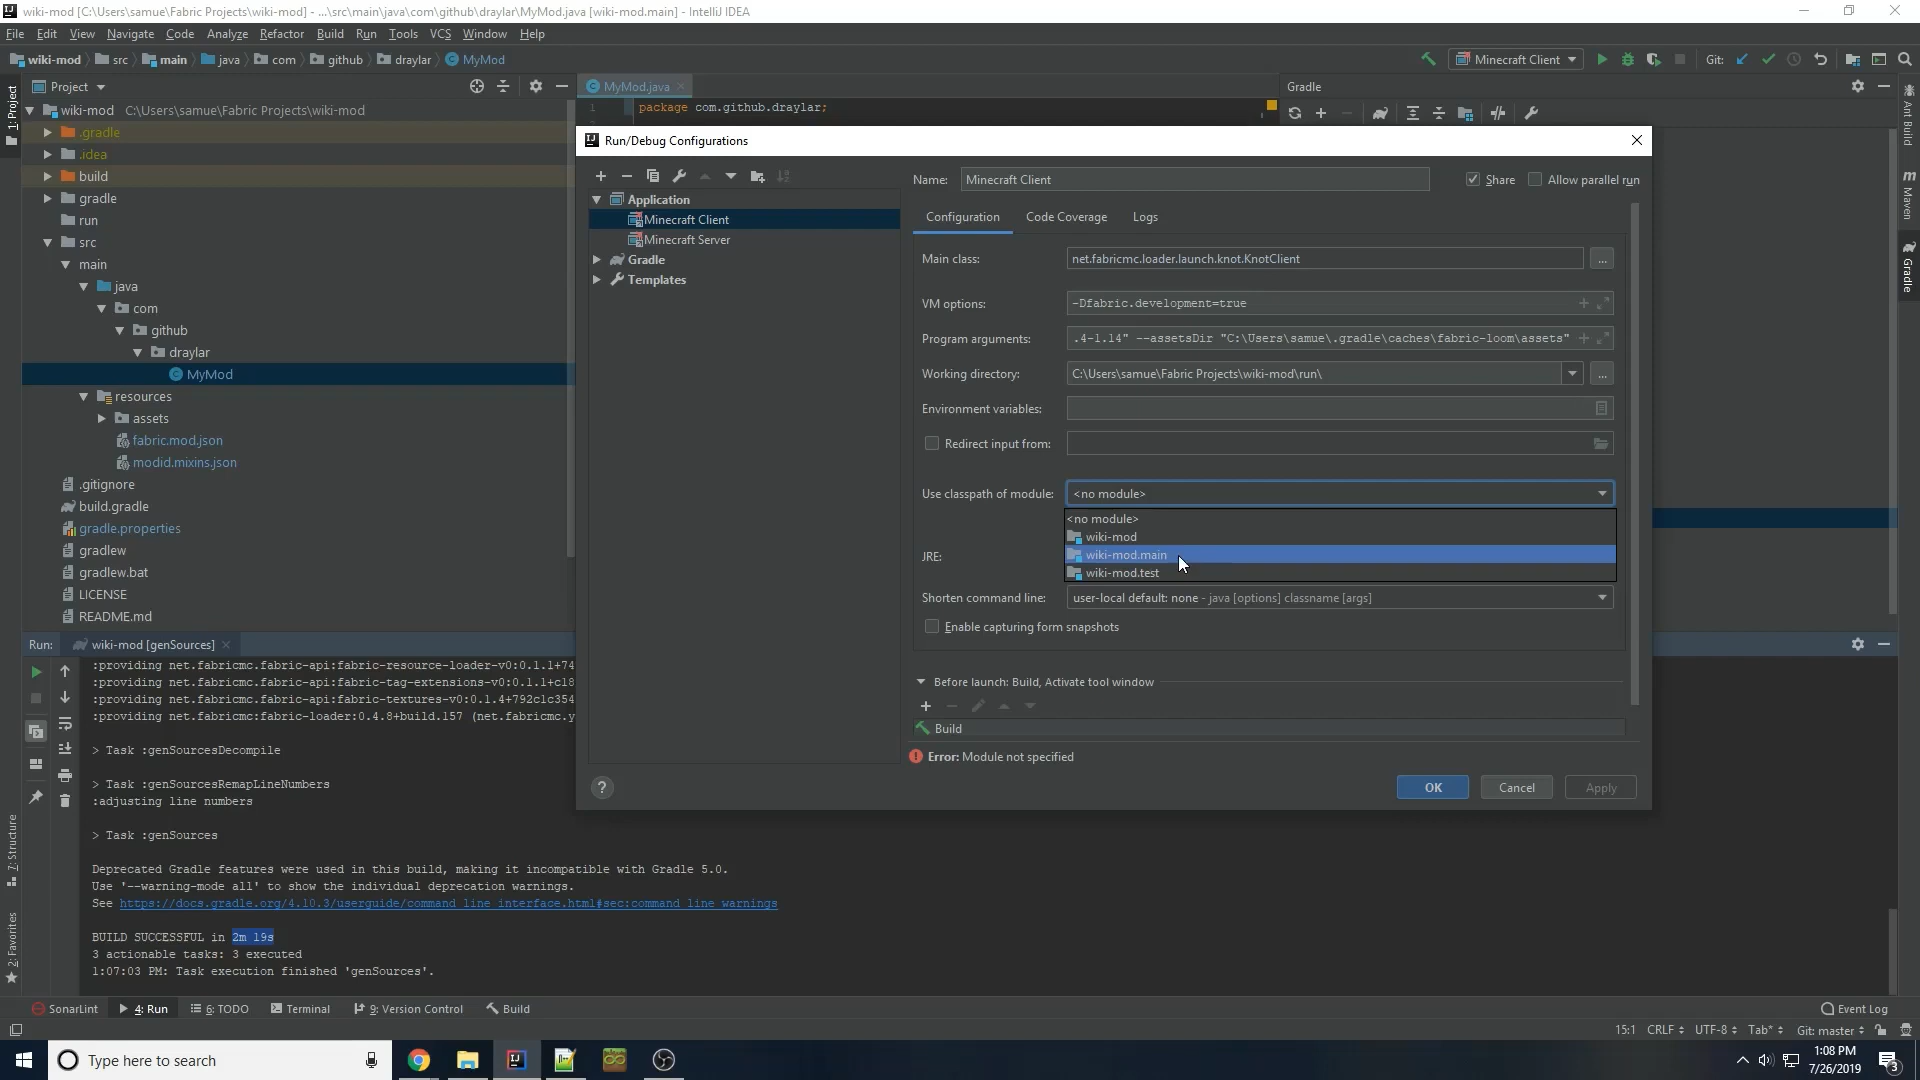 wiki-mod [C:\Users\samue\Fabric Projects\wiki-mod] - ...\src\main\java\com\github\draylar\MyMod.java [wiki-mod.main] - IntelliJ IDEA
File Edit View Navigate Code Analyze Refactor Build Run Tools VCS Window Help
wiki-mod src main java com github draylar MyMod Minecraft Client Git:
1: Project
Project
MyMod.java
Gradle
wiki-mod C:\Users\samue\Fabric Projects\wiki-mod
1 package com.github.draylar;
.gradle
.idea
build
gradle
run
src
main
java
com
github
draylar
MyMod
resources
assets
fabric.mod.json
modid.mixins.json
.gitignore
build.gradle
gradle.properties
gradlew
gradlew.bat
LICENSE
README.md
Run/Debug Configurations
Application
Minecraft Client
Minecraft Server
Gradle
Templates
Name: Minecraft Client Share Allow parallel run
Configuration Code Coverage Logs
Main class: net.fabricmc.loader.launch.knot.KnotClient ...
VM options: -Dfabric.development=true
Program arguments: .4-1.14" --assetsDir "C:\Users\samue\.gradle\caches\fabric-loom\assets"
Working directory: C:\Users\samue\Fabric Projects\wiki-mod\run\ ...
Environment variables:
Redirect input from:
Use classpath of module: <no module>
<no module>
wiki-mod
wiki-mod.main
wiki-mod.test
JRE:
Shorten command line: user-local default: none - java [options] classname [args]
Enable capturing form snapshots
Before launch: Build, Activate tool window
Build
Error: Module not specified
? OK Cancel Apply
Ant Build
Maven
Gradle
Run: wiki-mod [genSources]
:providing net.fabricmc.fabric-api:fabric-resource-loader-v0:0.1.1+74
:providing net.fabricmc.fabric-api:fabric-tag-extensions-v0:0.1.1+c18
:providing net.fabricmc.fabric-api:fabric-textures-v0:0.1.4+792c1c354
:providing net.fabricmc:fabric-loader:0.4.8+build.157 (net.fabricmc.y
> Task :genSourcesDecompile
> Task :genSourcesRemapLineNumbers
:adjusting line numbers
> Task :genSources
Deprecated Gradle features were used in this build, making it incompatible with Gradle 5.0.
Use '--warning-mode all' to show the individual deprecation warnings.
See https://docs.gradle.org/4.10.3/userguide/command_line_interface.html#sec:command_line_warnings
BUILD SUCCESSFUL in 2m 19s
3 actionable tasks: 3 executed
1:07:03 PM: Task execution finished 'genSources'.
7: Structure
2: Favorites
SonarLint 4: Run 6: TODO Terminal 9: Version Control Build Event Log
15:1 CRLF UTF-8 Tab* Git: master
Type here to search
1:08 PM
7/26/2019
3